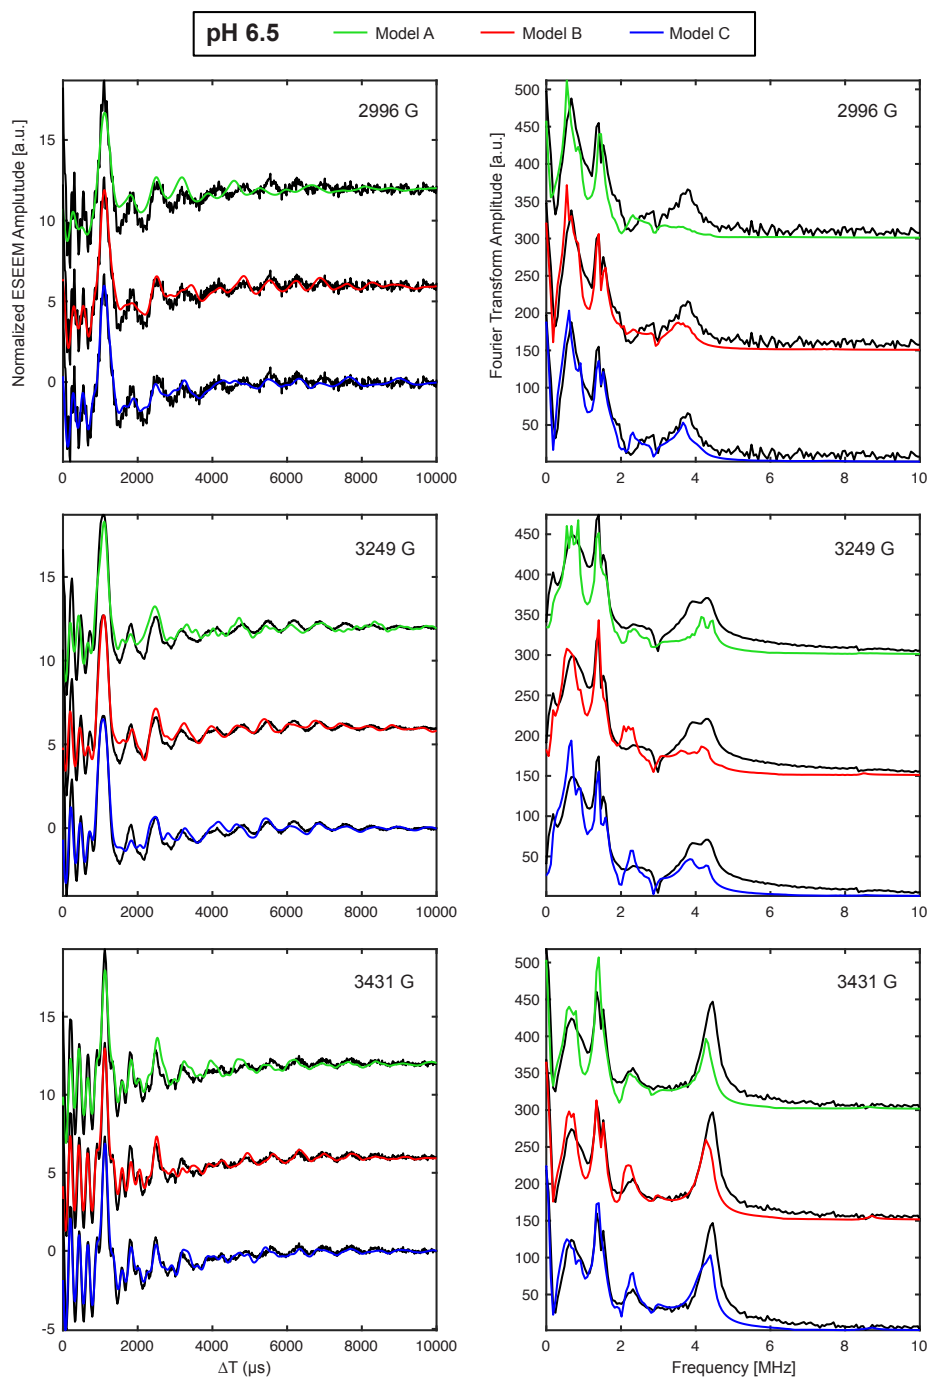 pH 6.5 Model A Model B Model C
Normalized ESEEM Amplitude [a.u.]
15
10
5
0
2996 G
0 2000 4000 6000 8000 10000
Fourier Transform Amplitude [a.u.]
500
450
400
350
300
250
200
150
100
50
2996 G
0 2 4 6 8 10
15
10
5
0
3249 G
0 2000 4000 6000 8000 10000
450
400
350
300
250
200
150
100
50
3249 G
0 2 4 6 8 10
15
10
5
0
-5
3431 G
0 2000 4000 6000 8000 10000
ΔT (μs)
500
450
400
350
300
250
200
150
100
50
3431 G
0 2 4 6 8 10
Frequency [MHz]